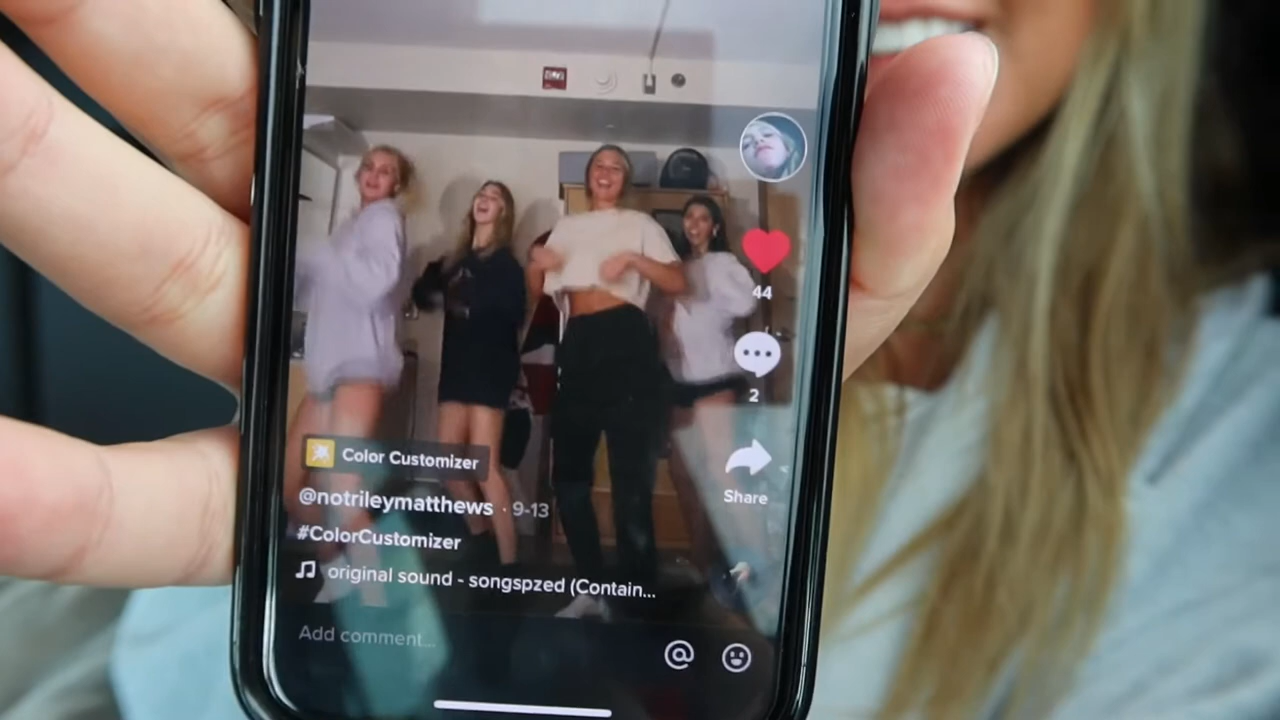 44
2
Share
Color Customizer
@notrileymatthews · 9-13
#ColorCustomizer
original sound - songspzed (Contain...
Add comment...
@